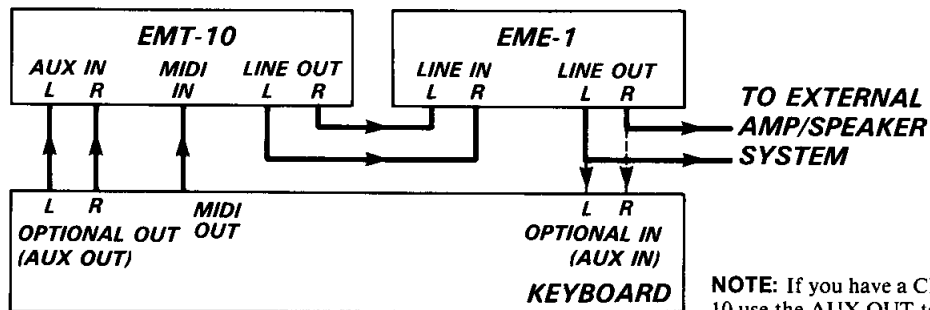 EMT-10
AUX IN MIDI LINE OUT
L R IN L R
EME-1
LINE IN LINE OUT
L R L R
TO EXTERNAL
AMP/SPEAKER
SYSTEM
L R MIDI
OPTIONAL OUT OUT
(AUX OUT)
L R
OPTIONAL IN
(AUX IN)
KEYBOARD
NOTE: If you have a
10 use the AUX OUT